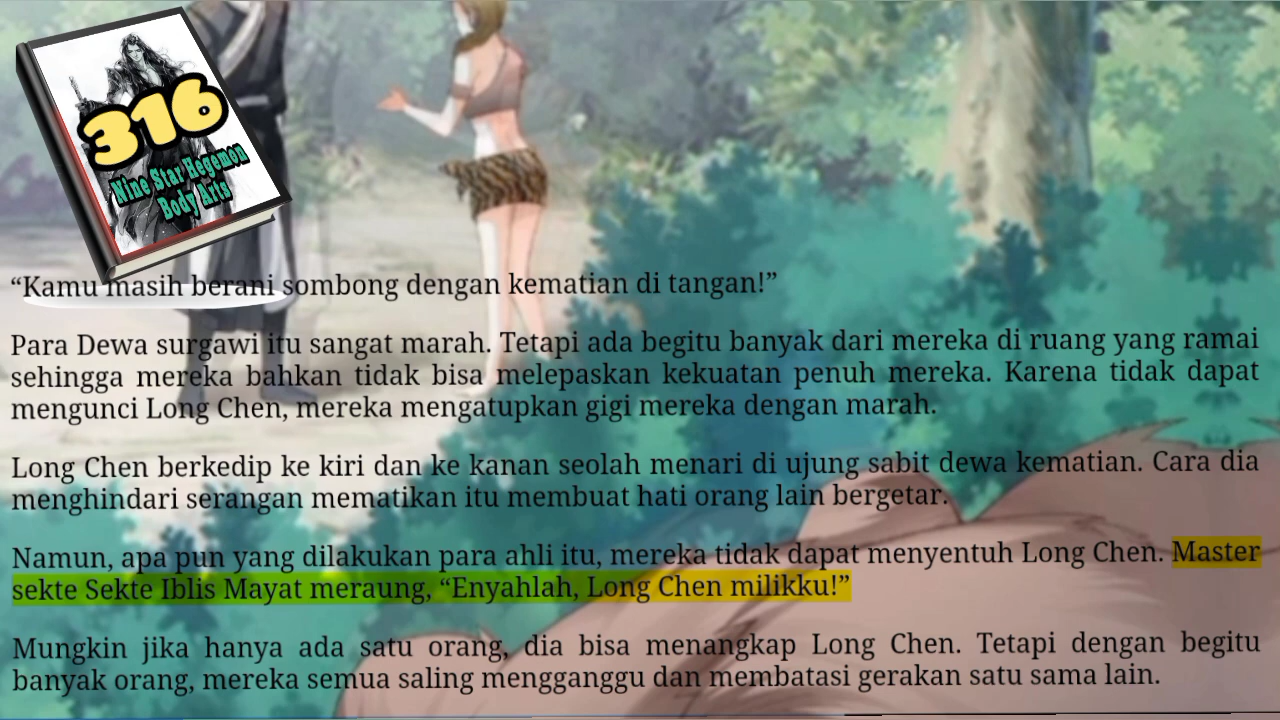 316
Nine Star Hegemon
Body Arts
“Kamu masih berani sombong dengan kematian di tangan!”
Para Dewa surgawi itu sangat marah. Tetapi ada begitu banyak dari mereka di ruang yang ramai
sehingga mereka bahkan tidak bisa melepaskan kekuatan penuh mereka. Karena tidak dapat
mengunci Long Chen, mereka mengatupkan gigi mereka dengan marah.
Long Chen berkedip ke kiri dan ke kanan seolah menari di ujung sabit dewa kematian. Cara dia
menghindari serangan mematikan itu membuat hati orang lain bergetar.
Namun, apa pun yang dilakukan para ahli itu, mereka tidak dapat menyentuh Long Chen. Master
sekte Sekte Iblis Mayat meraung, “Enyahlah, Long Chen milikku!”
Mungkin jika hanya ada satu orang, dia bisa menangkap Long Chen. Tetapi dengan begitu
banyak orang, mereka semua saling mengganggu dan membatasi gerakan satu sama lain.